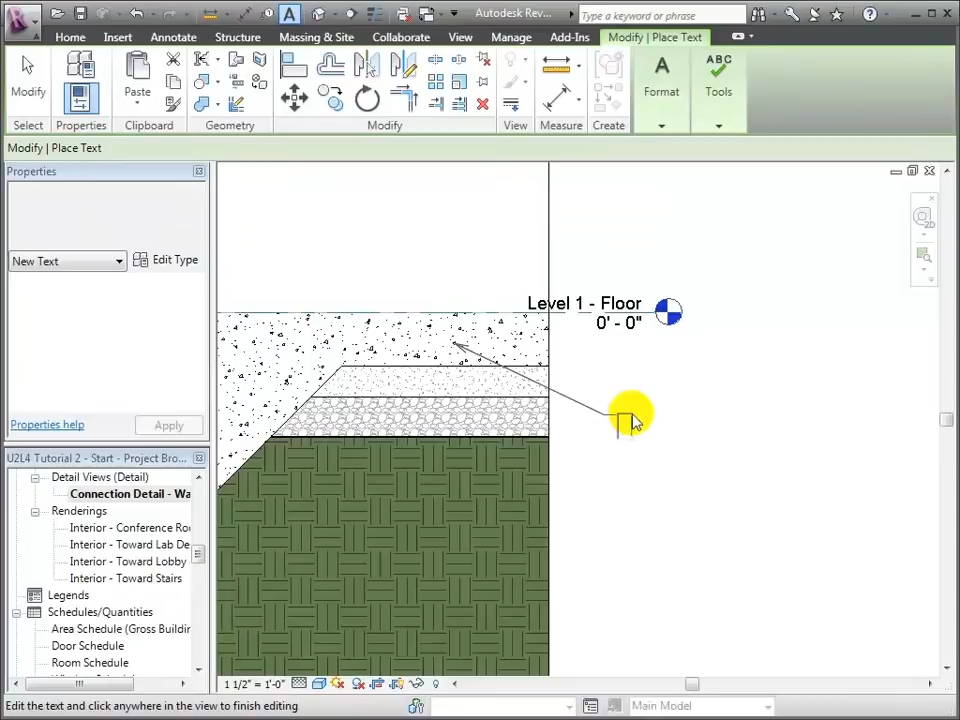 Autodesk Rev...
Type a keyword or phrase
Home
Insert
Annotate
Structure
Massing & Site
Collaborate
View
Manage
Add-Ins
Modify | Place Text
Modify
Paste
Format
ABC
Tools
Select
Properties
Clipboard
Geometry
Modify
View
Measure
Create
Modify | Place Text
Properties
New Text
Edit Type
Properties help
Apply
U2L4 Tutorial 2 - Start - Project Bro...
Detail Views (Detail)
Connection Detail - Wa
Renderings
Interior - Conference Ro
Interior - Toward Lab De
Interior - Toward Lobby
Interior - Toward Stairs
Legends
Schedules/Quantities
Area Schedule (Gross Buildin
Door Schedule
Room Schedule
Level 1 - Floor
0' - 0"
2D
1 1/2" = 1'-0"
Edit the text and click anywhere in the view to finish editing
Main Model